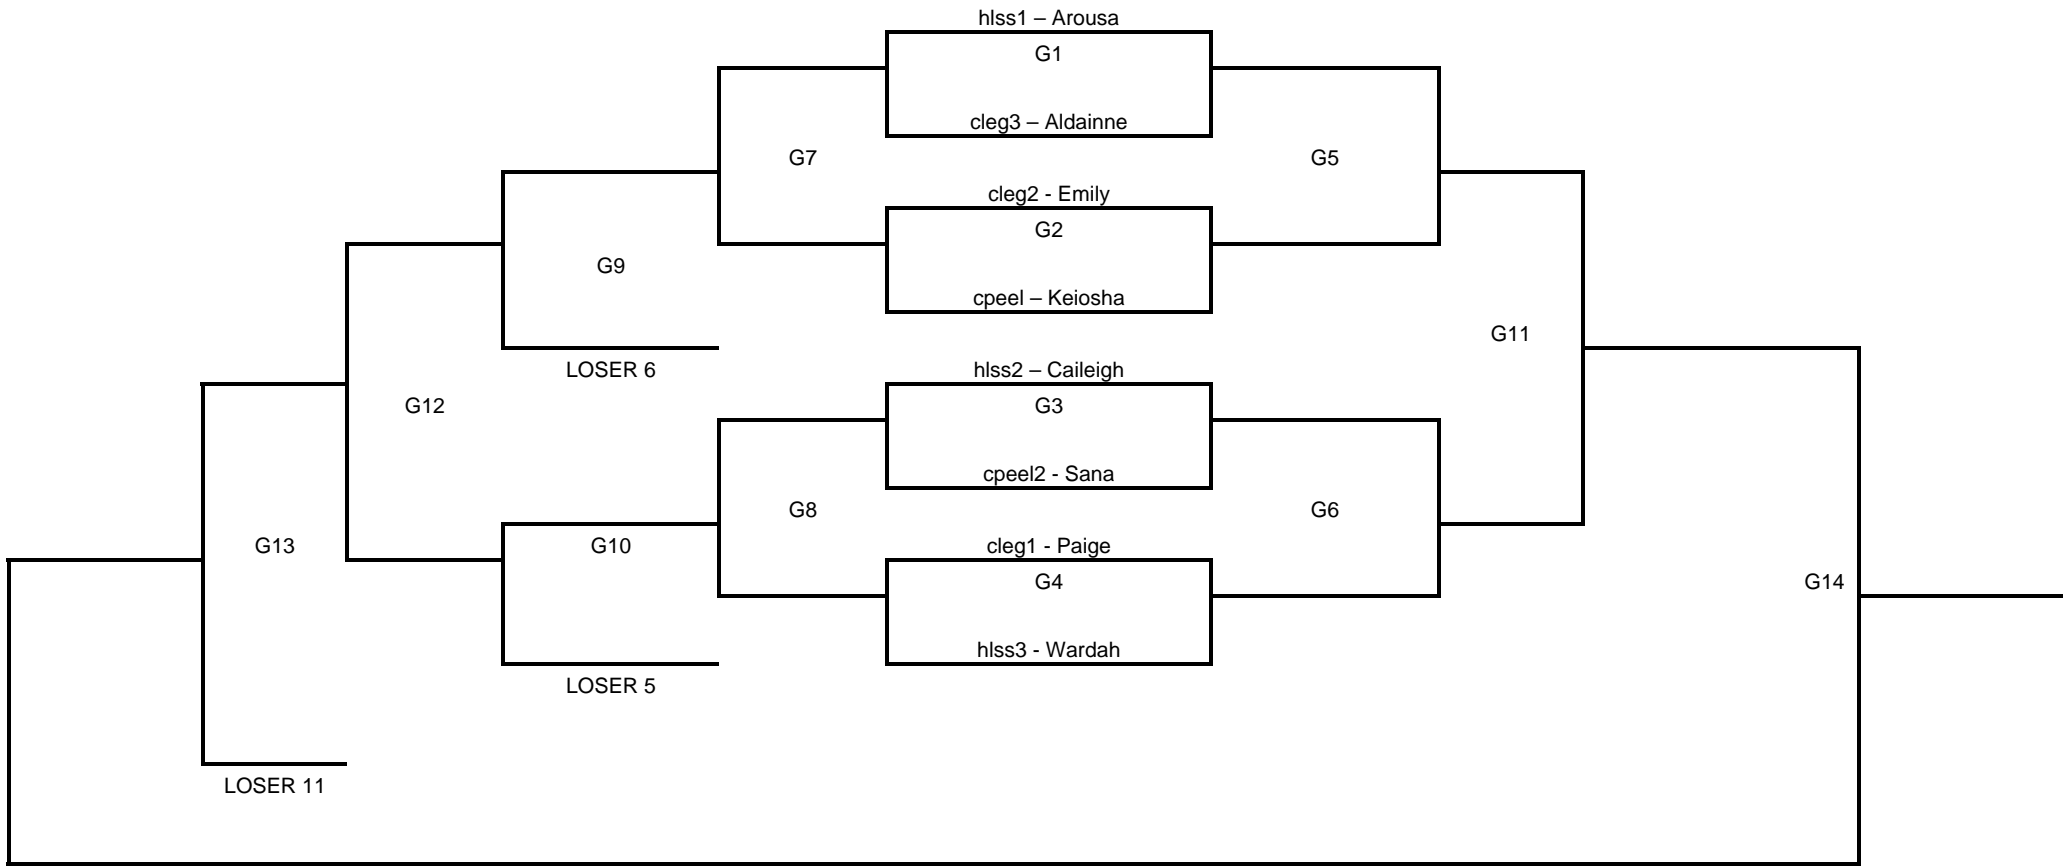 hlss1 – Arousa
G1
cleg3 – Aldainne
G7
G5
cleg2 - Emily
G2
G9
cpeel – Keiosha
G11
LOSER 6
hlss2 – Caileigh
G12
G3
cpeel2 - Sana
G8
G6
G13
G10
cleg1 - Paige
G4
G14
hlss3 - Wardah
LOSER 5
LOSER 11